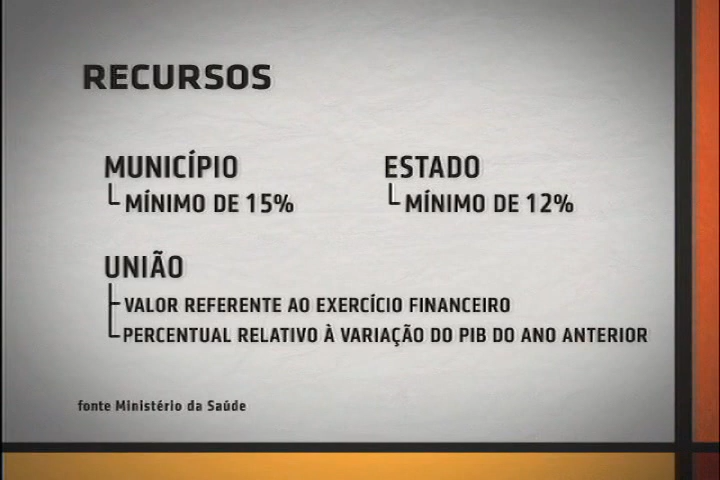 RECURSOS
MUNICÍPIO
MÍNIMO DE 15%
ESTADO
MÍNIMO DE 12%
UNIÃO
VALOR REFERENTE AO EXERCÍCIO FINANCEIRO
PERCENTUAL RELATIVO À VARIAÇÃO DO PIB DO ANO ANTERIOR
fonte Ministério da Saúde